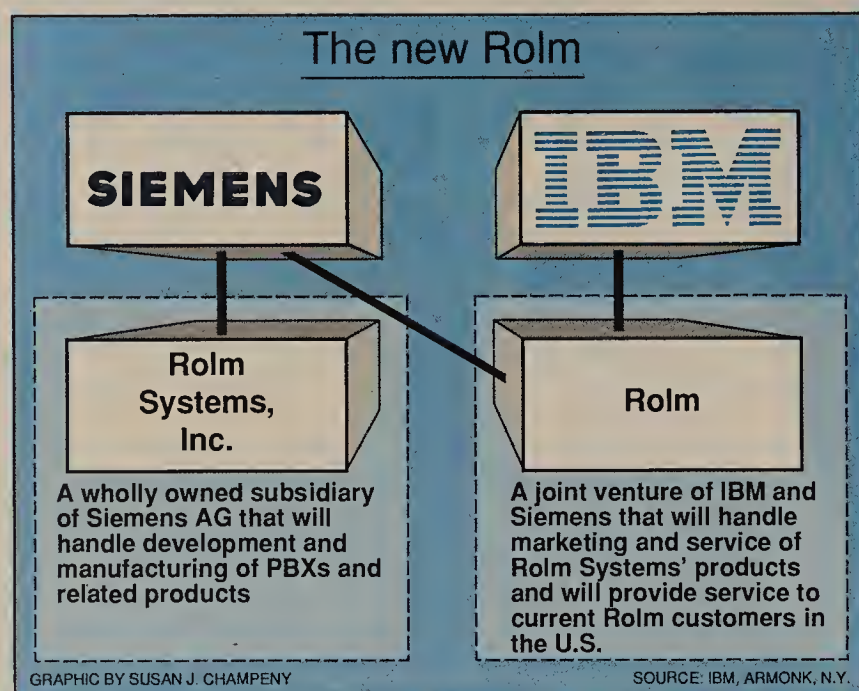 The new Rolm
SIEMENS
IBM
Rolm
Systems,
Inc.
A wholly owned subsidiary
of Siemens AG that will
handle development and
manufacturing of PBXs and
related products
Rolm
A joint venture of IBM and
Siemens that will handle
marketing and service of
Rolm Systems' products
and will provide service to
current Rolm customers in
the U.S.
GRAPHIC BY SUSAN J. CHAMPENY
SOURCE: IBM, ARMONK, N.Y.